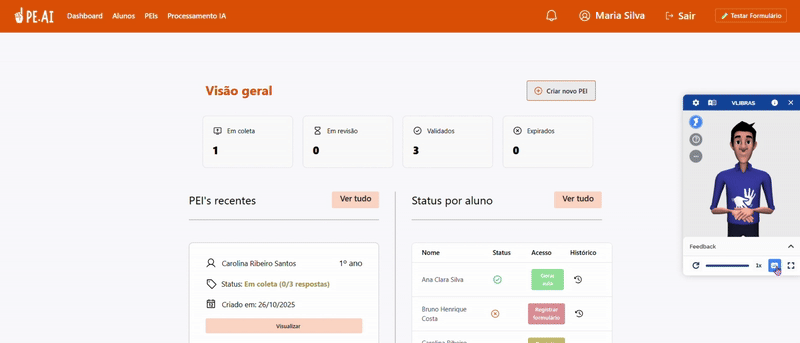 PE.AI
Dashboard
Alunos
PEIs
Processamento IA
Maria Silva
Sair
Testar Formulário
Visão geral
Criar novo PEI
Em coleta
1
Em revisão
0
Validados
3
Expirados
0
PEI's recentes
Ver tudo
Carolina Ribeiro Santos
1º ano
Status: Em coleta (0/3 respostas)
Criado em: 26/10/2025
Visualizar
Status por aluno
Ver tudo
Nome
Status
Acesso
Histórico
Ana Clara Silva
Bruno Henrique
Costa
Registrar
formulário
Carolina Ribeiro
VLIBRAS
Feedback
1x